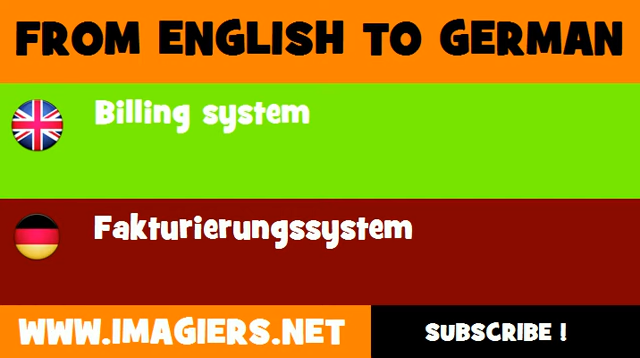 FROM ENGLISH TO GERMAN
Billing system
Fakturierungssystem
WWW.IMAGIERS.NET
SUBSCRIBE !